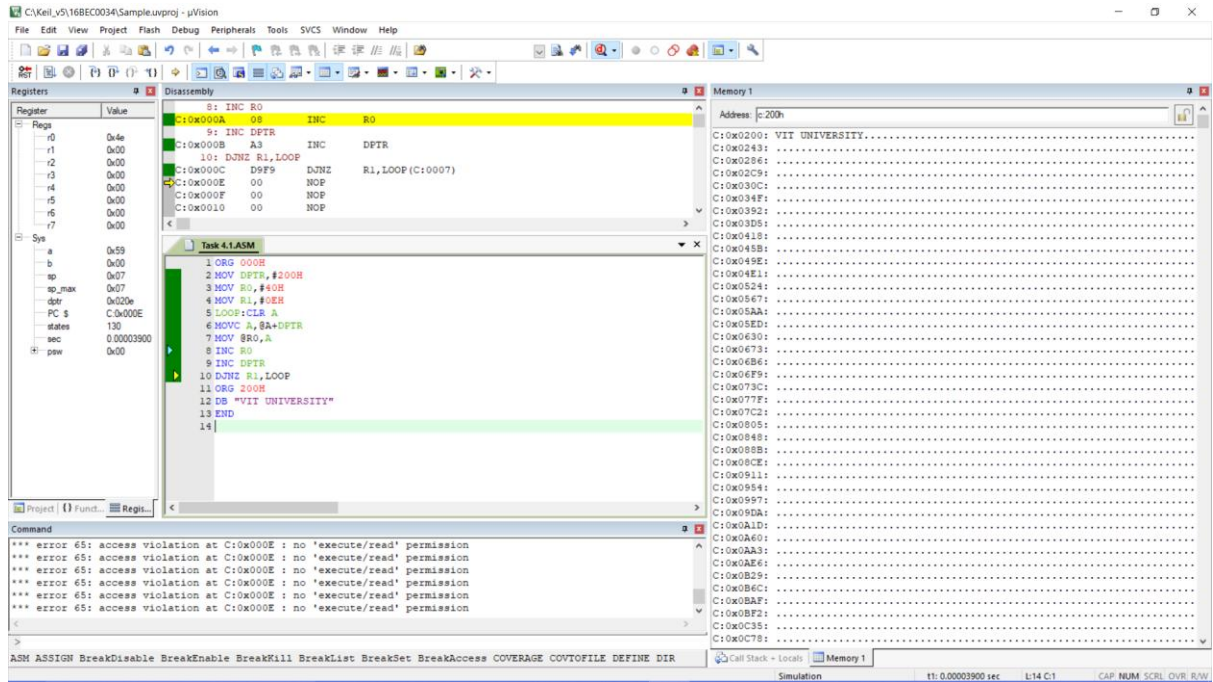 C:\Keil_v5\16BEC0034\Sample.uvproj - µVision
File Edit View Project Flash Debug Peripherals Tools SVCS Window Help
RST
Registers
Register Value
Regs
r0 0x4e
r1 0x00
r2 0x00
r3 0x00
r4 0x00
r5 0x00
r6 0x00
r7 0x00
Sys
a 0x59
b 0x00
sp 0x07
sp_max 0x07
dptr 0x020e
PC $ C:0x000E
states 130
sec 0.00003900
psw 0x00
Project Funct... Regis...
Disassembly
8: INC R0
C:0x000A 08 INC R0
9: INC DPTR
C:0x000B A3 INC DPTR
10: DJNZ R1,LOOP
C:0x000C D9F9 DJNZ R1,LOOP(C:0007)
C:0x000E 00 NOP
C:0x000F 00 NOP
C:0x0010 00 NOP
Task 4.1.ASM
1 ORG 000H
2 MOV DPTR,#200H
3 MOV R0,#40H
4 MOV R1,#0EH
5 LOOP:CLR A
6 MOVC A,@A+DPTR
7 MOV @R0,A
8 INC R0
9 INC DPTR
10 DJNZ R1,LOOP
11 ORG 200H
12 DB "VIT UNIVERSITY"
13 END
14
Memory 1
Address: c:200h
C:0x0200: VIT UNIVERSITY...................................................
C:0x0243: .................................................................
C:0x0286: .................................................................
C:0x02C9: .................................................................
C:0x030C: .................................................................
C:0x034F: .................................................................
C:0x0392: .................................................................
C:0x03D5: .................................................................
C:0x0418: .................................................................
C:0x045B: .................................................................
C:0x049E: .................................................................
C:0x04E1: .................................................................
C:0x0524: .................................................................
C:0x0567: .................................................................
C:0x05AA: .................................................................
C:0x05ED: .................................................................
C:0x0630: .................................................................
C:0x0673: .................................................................
C:0x06B6: .................................................................
C:0x06F9: .................................................................
C:0x073C: .................................................................
C:0x077F: .................................................................
C:0x07C2: .................................................................
C:0x0805: .................................................................
C:0x0848: .................................................................
C:0x088B: .................................................................
C:0x08CE: .................................................................
C:0x0911: .................................................................
C:0x0954: .................................................................
C:0x0997: .................................................................
C:0x09DA: .................................................................
C:0x0A1D: .................................................................
C:0x0A60: .................................................................
C:0x0AA3: .................................................................
C:0x0AE6: .................................................................
C:0x0B29: .................................................................
C:0x0B6C: .................................................................
C:0x0BAF: .................................................................
C:0x0BF2: .................................................................
C:0x0C35: .................................................................
C:0x0C78: .................................................................
Call Stack + Locals Memory 1
Command
*** error 65: access violation at C:0x000E : no 'execute/read' permission
*** error 65: access violation at C:0x000E : no 'execute/read' permission
*** error 65: access violation at C:0x000E : no 'execute/read' permission
*** error 65: access violation at C:0x000E : no 'execute/read' permission
*** error 65: access violation at C:0x000E : no 'execute/read' permission
*** error 65: access violation at C:0x000E : no 'execute/read' permission
>
ASM ASSIGN BreakDisable BreakEnable BreakKill BreakList BreakSet BreakAccess COVERAGE COVTOFILE DEFINE DIR
Simulation t1: 0.00003900 sec L:14 C:1 CAP NUM SCRL OVR R/W